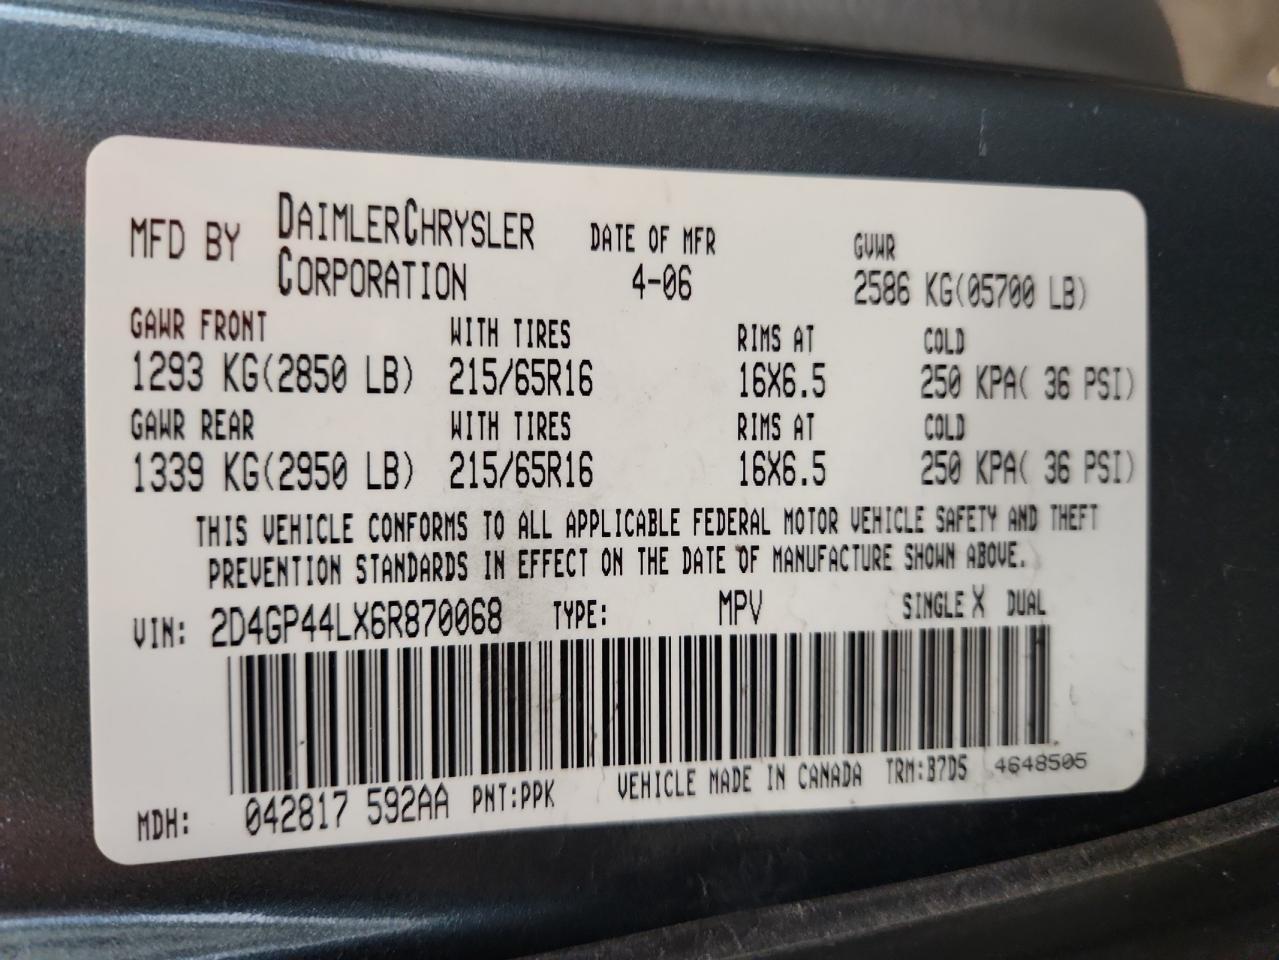 MFD BY DAIMLERCHRYSLER CORPORATION DATE OF MFR 4-06 GVWR 2586 KG(05700 LB)
GAWR FRONT WITH TIRES RIMS AT COLD
1293 KG(2850 LB) 215/65R16 16X6.5 250 KPA( 36 PSI)
GAWR REAR WITH TIRES RIMS AT COLD
1339 KG(2950 LB) 215/65R16 16X6.5 250 KPA( 36 PSI)
THIS VEHICLE CONFORMS TO ALL APPLICABLE FEDERAL MOTOR VEHICLE SAFETY AND THEFT
PREVENTION STANDARDS IN EFFECT ON THE DATE OF MANUFACTURE SHOWN ABOVE.
VIN: 2D4GP44LX6R870068 TYPE: MPV SINGLE X DUAL
MDH: 042817 592AA PNT:PPK VEHICLE MADE IN CANADA TRM:B7D5 4648505